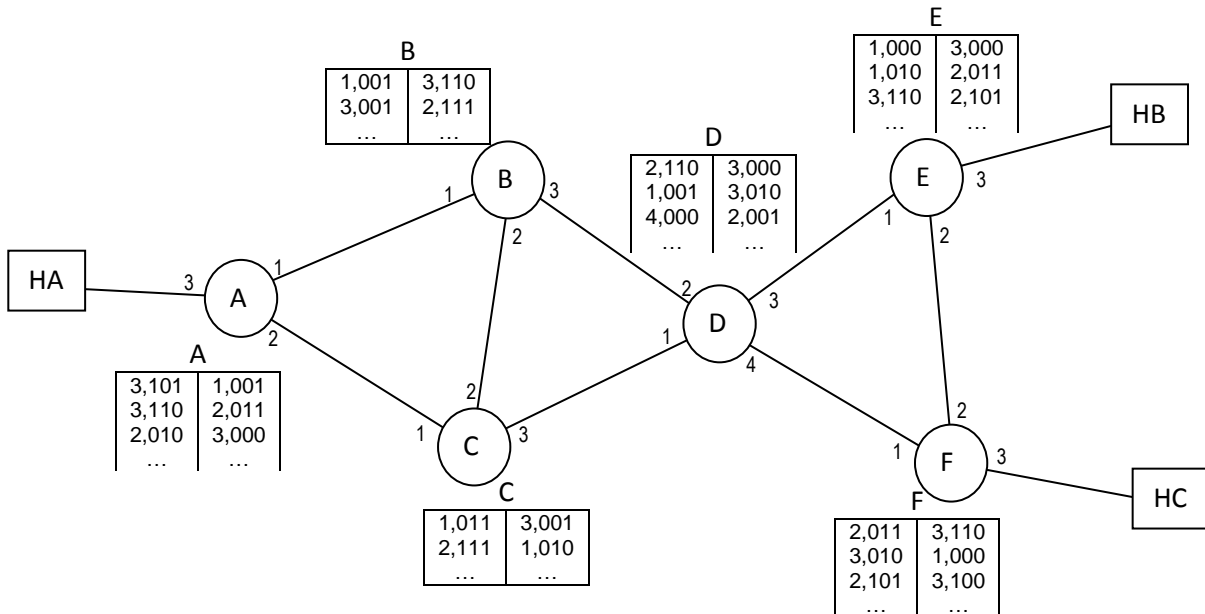 E
1,000 3,000
1,010 2,011
3,110 2,101
... ...
B
1,001 3,110
3,001 2,111
... ...
HB
D
2,110 3,000
1,001 3,010
4,000 2,001
... ...
B
1
3
2
E
3
1
2
HA
3
A
1
2
2
D
3
1
4
A
3,101 1,001
3,110 2,011
2,010 3,000
... ...
2
C
1
3
C
1,011 3,001
2,111 1,010
... ...
2
1
F
3
HC
F
2,011 3,110
3,010 1,000
2,101 3,100
... ...